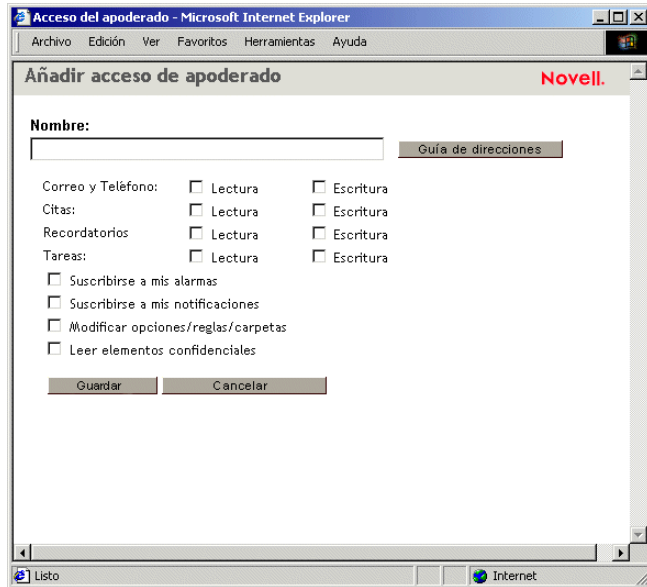 Acceso del apoderado - Microsoft Internet Explorer
Archivo Edición Ver Favoritos Herramientas Ayuda
Añadir acceso de apoderado Novell.
Nombre:
Guía de direcciones
Correo y Teléfono: Lectura Escritura
Citas: Lectura Escritura
Recordatorios Lectura Escritura
Tareas: Lectura Escritura
Suscribirse a mis alarmas
Suscribirse a mis notificaciones
Modificar opciones/reglas/carpetas
Leer elementos confidenciales
Guardar Cancelar
Listo Internet